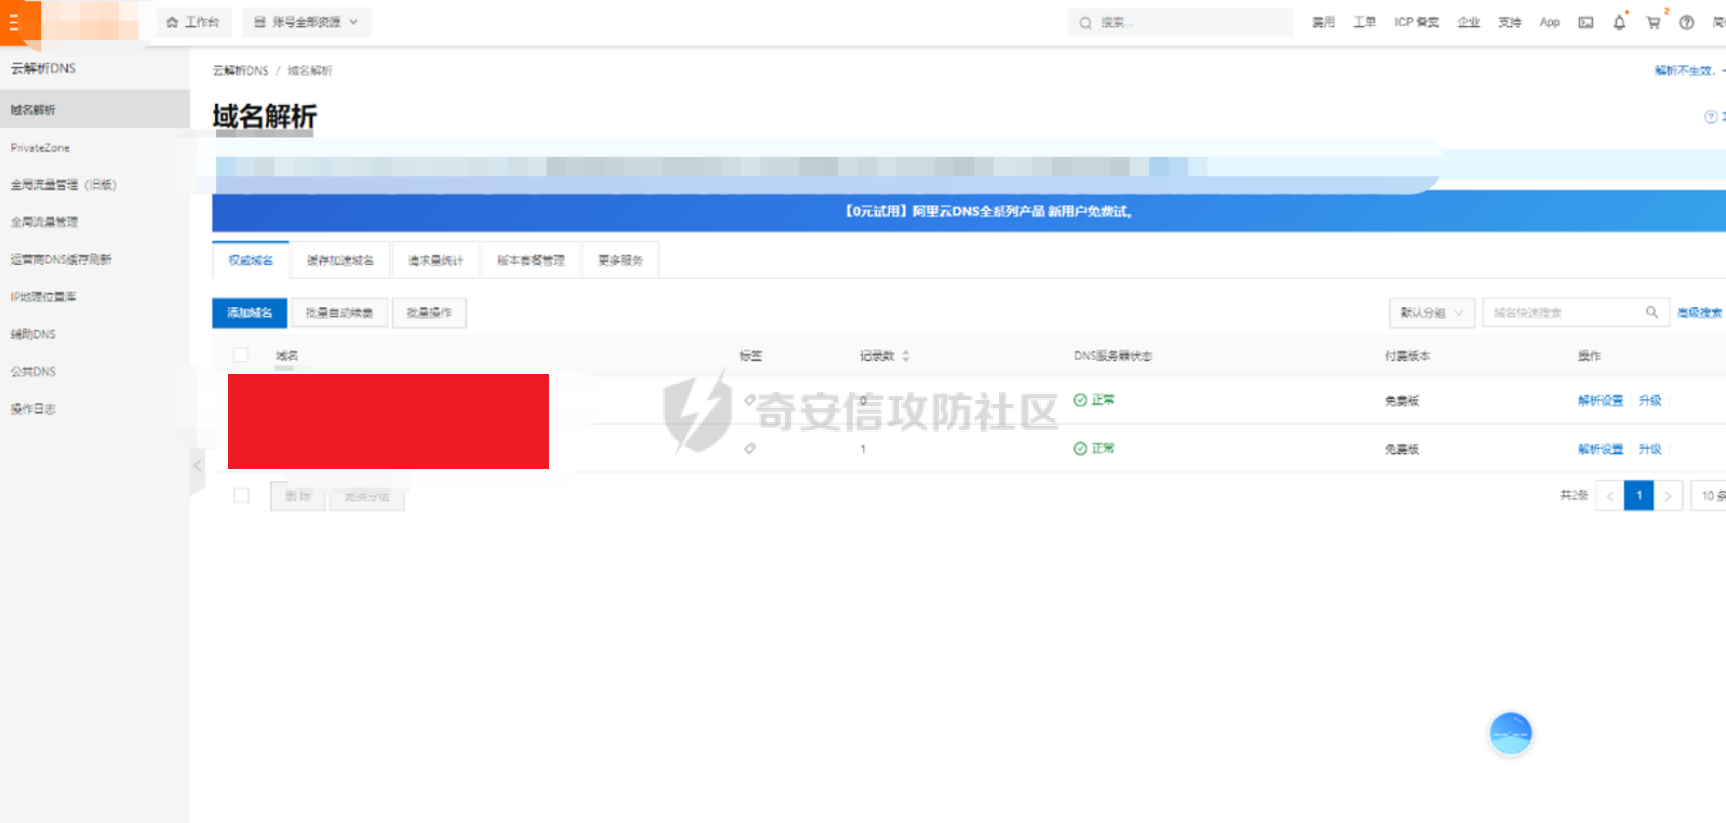 工作台
账号全部资源
搜索...
费用 工单 ICP 备案 企业 支持 App
2
云解析DNS
域名解析
PrivateZone
全局流量管理（旧版）
全局流量管理
运营商DNS缓存刷新
IP地理位置库
辅助DNS
公共DNS
操作日志
云解析DNS / 域名解析
解析不生效，
域名解析
【0元试用】阿里云DNS全系列产品 新用户免费试。
权威域名 缓存加速域名 请求量统计 版本套餐管理 更多服务
添加域名 批量自动续费 批量操作
默认分组 域名快速搜索 高级搜索
域名 标签 记录数 DNS服务器状态 付费版本 操作
0 正常 免费版 解析设置 升级
奇安信攻防社区
1 正常 免费版 解析设置 升级
删除 更换分组
共2条 < 1 > 10 条